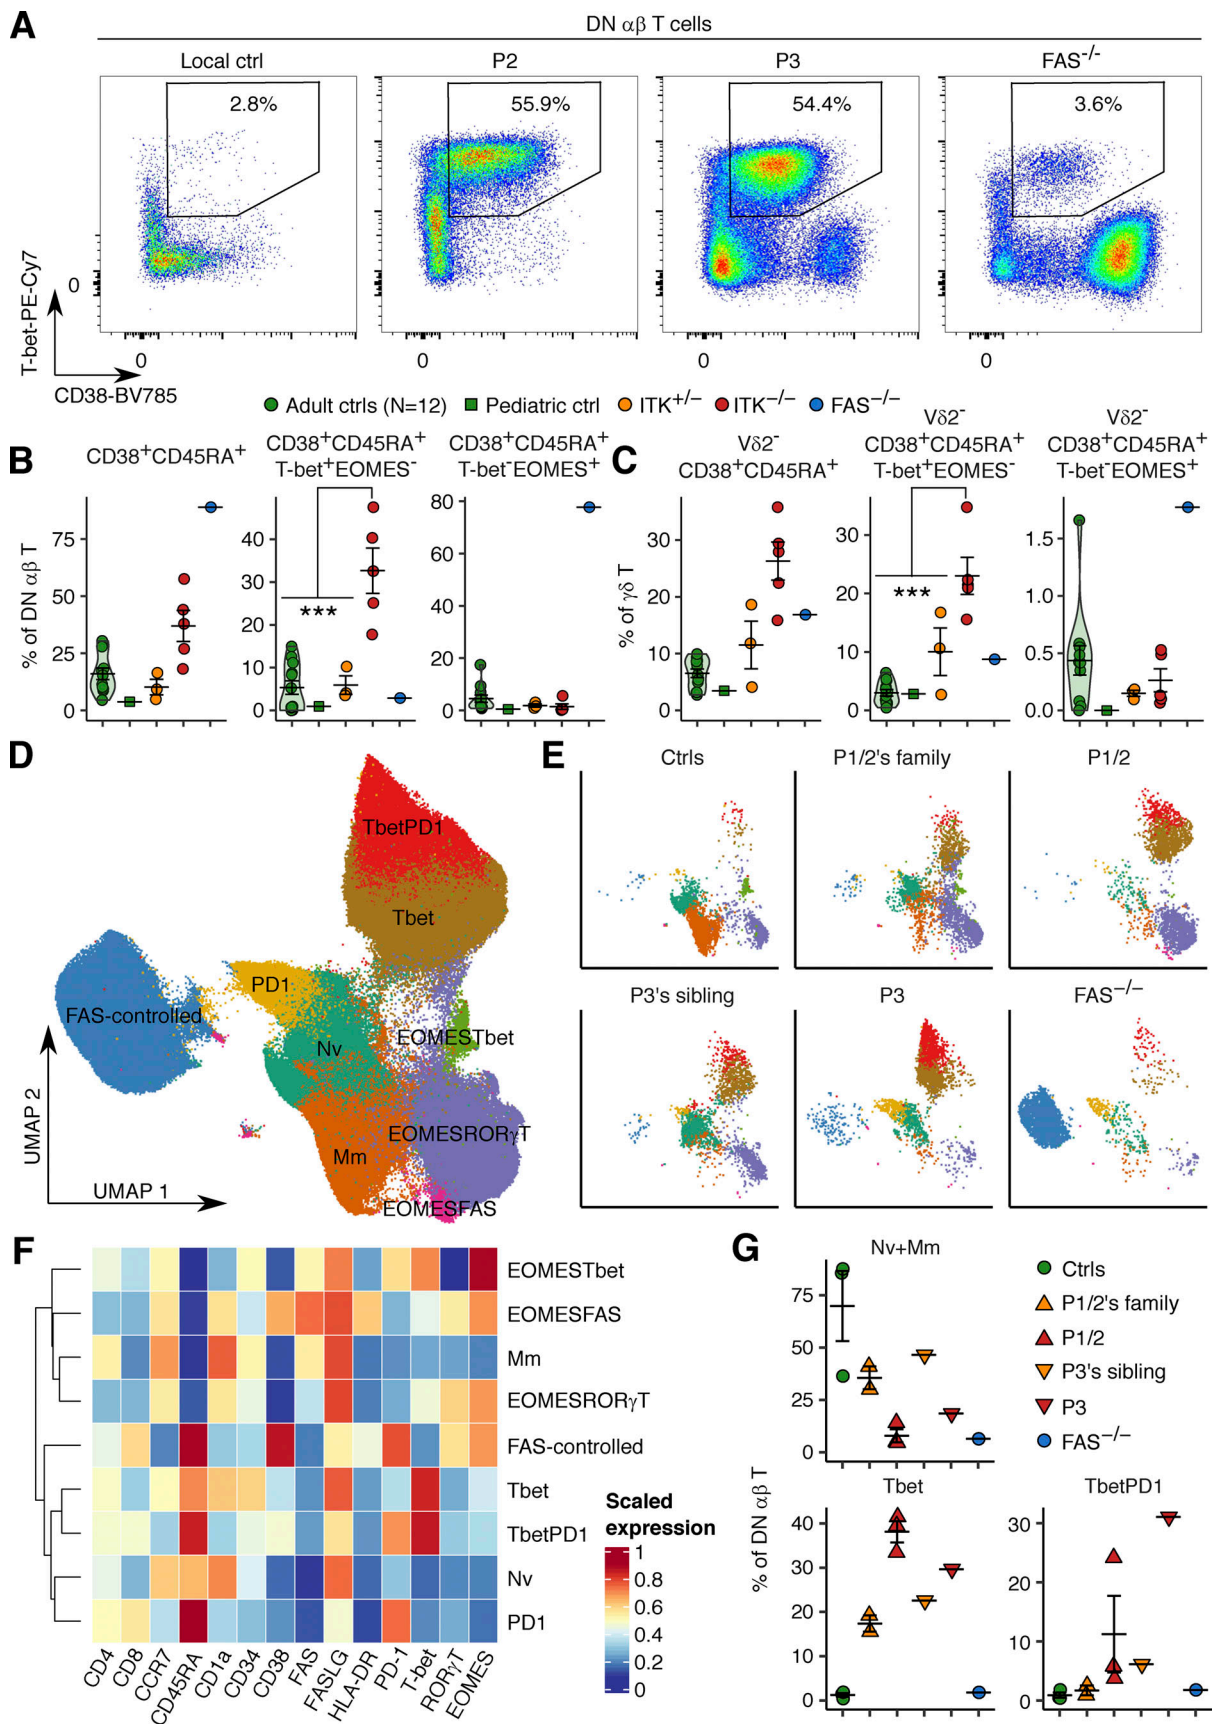 A
DN αβ T cells
Local ctrl
P2
P3
FAS⁻/⁻
2.8%
55.9%
54.4%
3.6%
T-bet-PE-Cy7
0
0
0
0
0
CD38-BV785
Adult ctrls (N=12)
Pediatric ctrl
ITK⁺/⁻
ITK⁻/⁻
FAS⁻/⁻
B
CD38⁺CD45RA⁺
CD38⁺CD45RA⁺
T-bet⁺EOMES⁻
CD38⁺CD45RA⁺
T-bet⁻EOMES⁺
% of DN αβ T
75
50
25
0
40
30
20
10
0
***
80
60
40
20
0
C
Vδ2⁻
CD38⁺CD45RA⁺
Vδ2⁻
CD38⁺CD45RA⁺
T-bet⁺EOMES⁻
Vδ2⁻
CD38⁺CD45RA⁺
T-bet⁻EOMES⁺
% of γδ T
30
20
10
0
30
20
10
0
***
1.5
1.0
0.5
0.0
D
TbetPD1
Tbet
PD1
FAS-controlled
Nv
EOMESTbet
EOMESRORγT
Mm
EOMESFAS
UMAP 2
UMAP 1
E
Ctrls
P1/2's family
P1/2
P3's sibling
P3
FAS⁻/⁻
F
EOMESTbet
EOMESFAS
Mm
EOMESRORγT
FAS-controlled
Tbet
TbetPD1
Nv
PD1
CD4
CD8
CCR7
CD45RA
CD1a
CD34
CD38
FAS
FASLG
HLA-DR
PD-1
T-bet
RORγT
EOMES
Scaled
expression
1
0.8
0.6
0.4
0.2
0
G
Nv+Mm
75
50
25
0
Ctrls
P1/2's family
P1/2
P3's sibling
P3
FAS⁻/⁻
% of DN αβ T
Tbet
40
30
20
10
0
TbetPD1
30
20
10
0